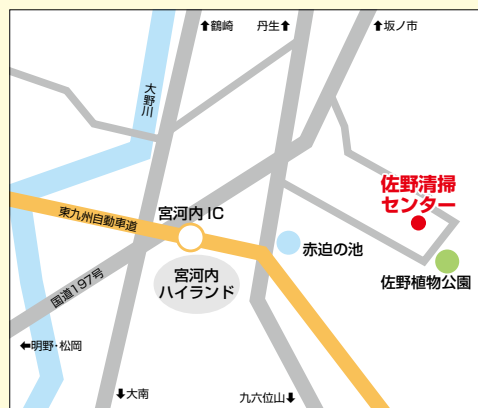 ⬆鶴崎
丹生⬆
⬆坂ノ市
大野川
佐野清掃
センター
宮河内IC
東九州自動車道
赤迫の池
宮河内
ハイランド
佐野植物公園
国道197号
⬅明野・松岡
⬇大南
九六位山⬇